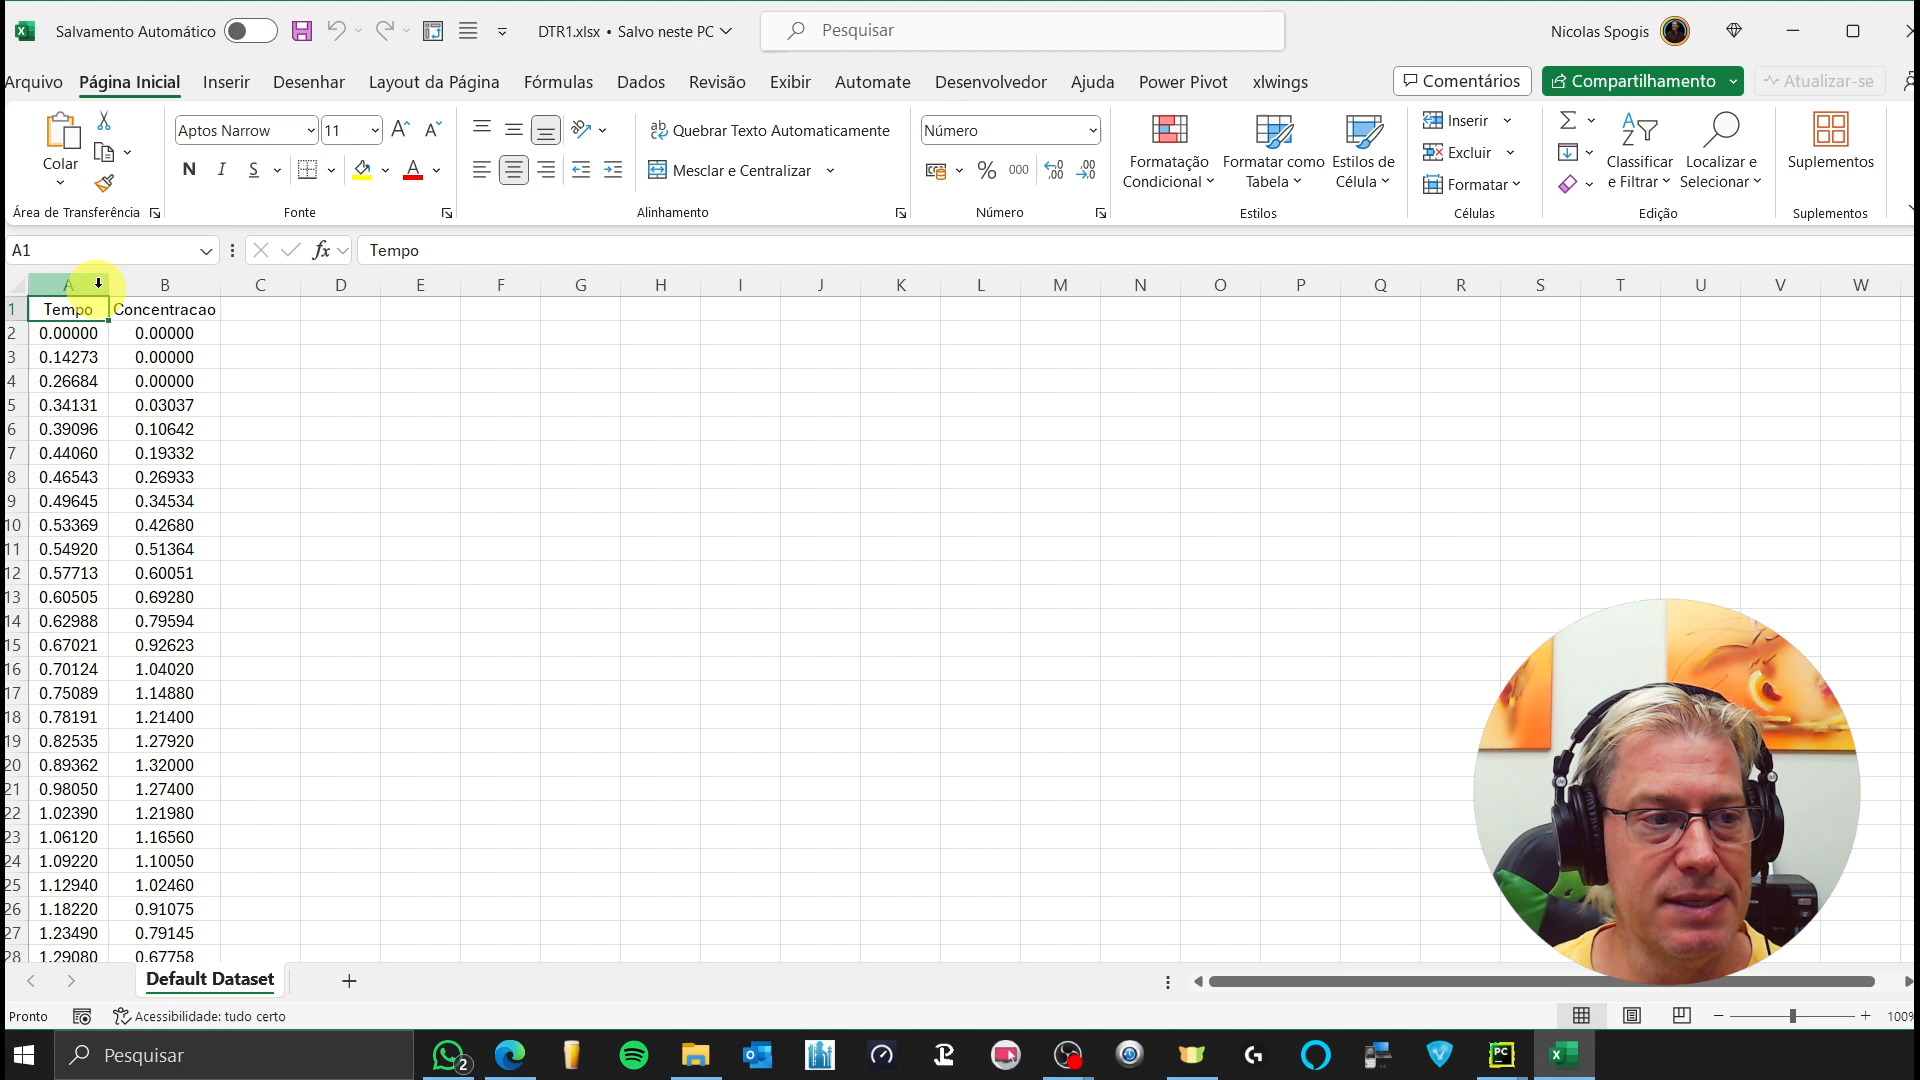 Salvamento Automático
DTR1.xlsx • Salvo neste PC
Pesquisar
Nicolas Spogis
Arquivo Página Inicial Inserir Desenhar Layout da Página Fórmulas Dados Revisão Exibir Automate Desenvolvedor Ajuda Power Pivot xlwings
Comentários Compartilhamento Atualizar-se
Colar
Área de Transferência
Aptos Narrow 11
N I S
Fonte
Quebrar Texto Automaticamente
Mesclar e Centralizar
Alinhamento
Número
% 000
Número
Formatação Condicional
Formatar como Tabela
Estilos de Célula
Estilos
Inserir
Excluir
Formatar
Células
Classificar e Filtrar
Localizar e Selecionar
Edição
Suplementos
Suplementos
A1 fx Tempo
A B C D E F G H I J K L M N O P Q R S T U V W
1 Tempo Concentracao
2 0.00000 0.00000
3 0.14273 0.00000
4 0.26684 0.00000
5 0.34131 0.03037
6 0.39096 0.10642
7 0.44060 0.19332
8 0.46543 0.26933
9 0.49645 0.34534
10 0.53369 0.42680
11 0.54920 0.51364
12 0.57713 0.60051
13 0.60505 0.69280
14 0.62988 0.79594
15 0.67021 0.92623
16 0.70124 1.04020
17 0.75089 1.14880
18 0.78191 1.21400
19 0.82535 1.27920
20 0.89362 1.32000
21 0.98050 1.27400
22 1.02390 1.21980
23 1.06120 1.16560
24 1.09220 1.10050
25 1.12940 1.02460
26 1.18220 0.91075
27 1.23490 0.79145
28 1.29080 0.67758
Default Dataset
Pronto Acessibilidade: tudo certo
100%
Pesquisar
2
PC